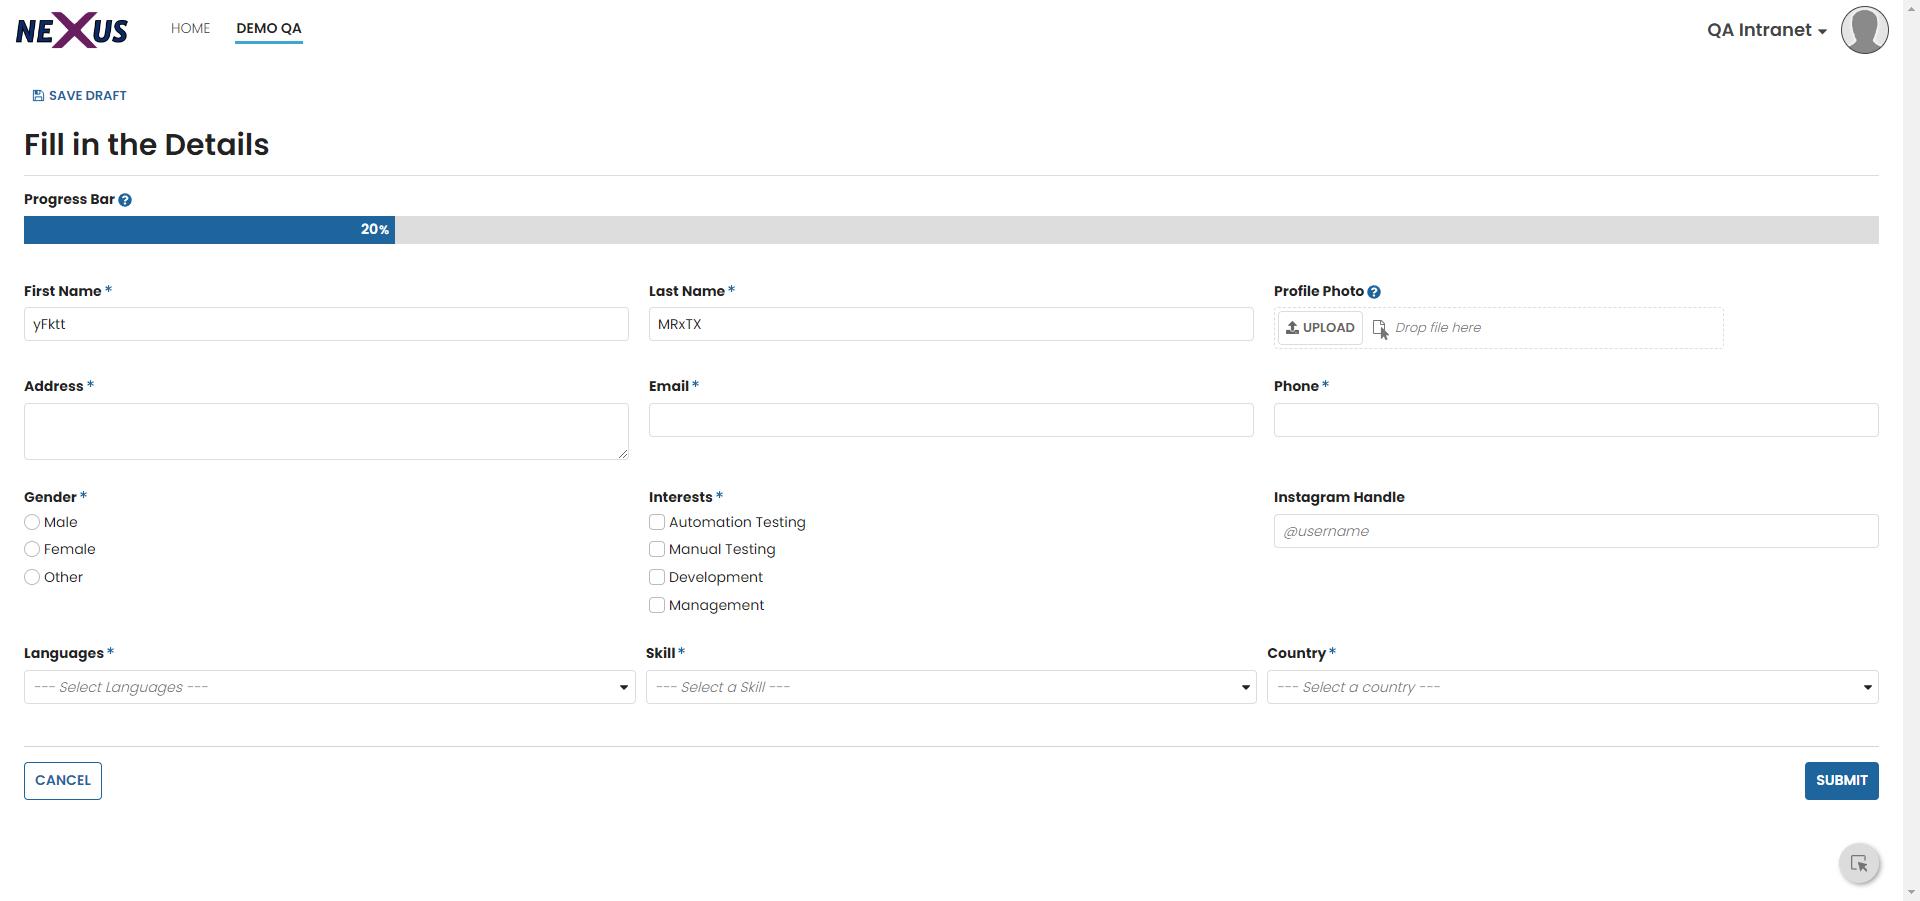 NEXUS HOME DEMO QA QA Intranet
SAVE DRAFT
Fill in the Details
Progress Bar ?
20%
First Name * Last Name * Profile Photo ?
yFktt MRxTX UPLOAD Drop file here
Address * Email * Phone *
Gender * Interests * Instagram Handle
Male Automation Testing @username
Female Manual Testing
Other Development
Management
Languages * Skill * Country *
--- Select Languages --- --- Select a Skill --- --- Select a country ---
CANCEL SUBMIT